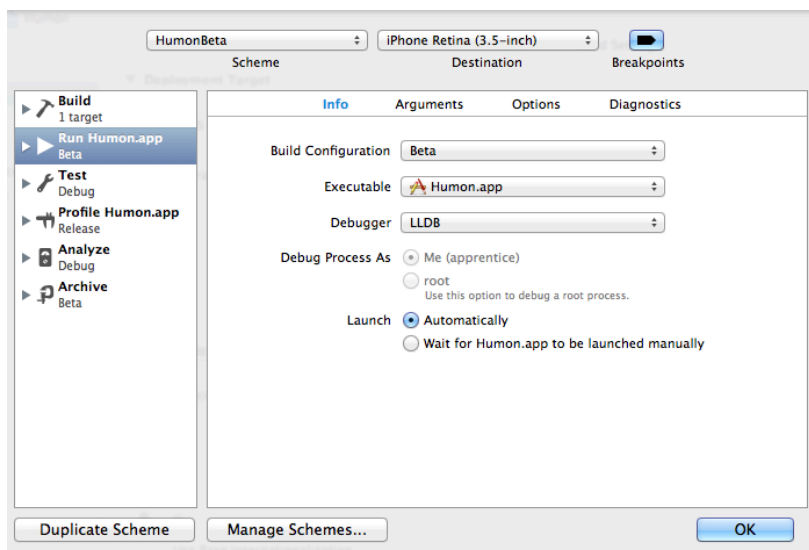 HumonBeta
iPhone Retina (3.5-inch)
Scheme
Destination
Breakpoints
Deployment Target
Build
1 target
Run Humon.app
Beta
Test
Debug
Profile Humon.app
Release
Analyze
Debug
Archive
Beta
Info
Arguments
Options
Diagnostics
Build Configuration
Beta
Executable
Humon.app
Debugger
LLDB
Debug Process As
Me (apprentice)
root
Use this option to debug a root process.
Launch
Automatically
Wait for Humon.app to be launched manually
Duplicate Scheme
Manage Schemes...
OK